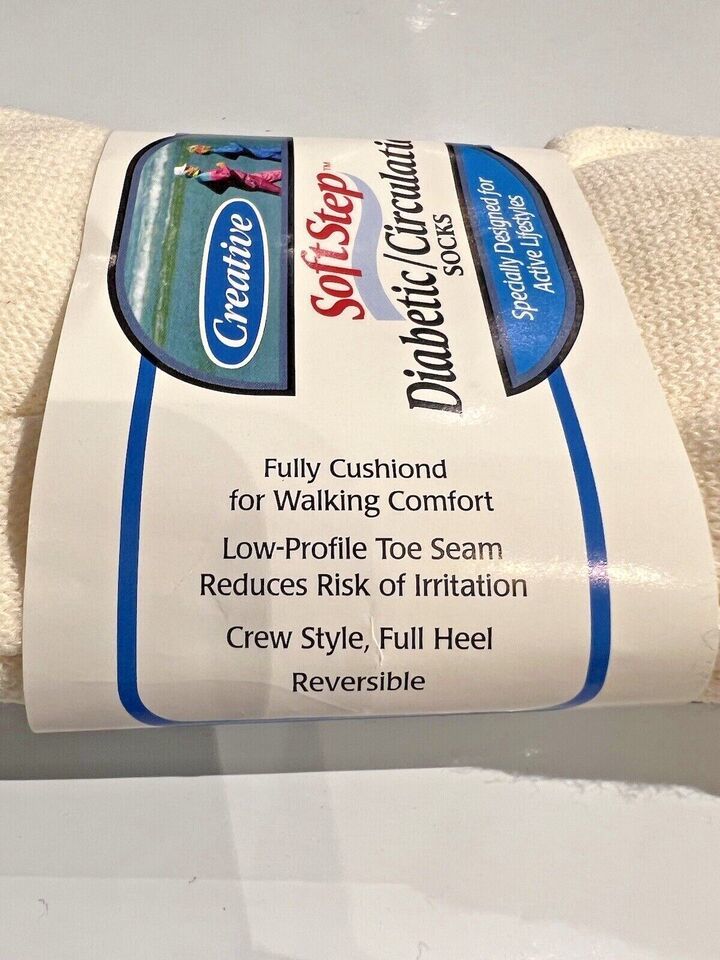 Creative
SoftStep™
Diabetic/Circulati
SOCKS
Specially Designed for
Active Lifestyles
Fully Cushiond
for Walking Comfort
Low-Profile Toe Seam
Reduces Risk of Irritation
Crew Style, Full Heel
Reversible